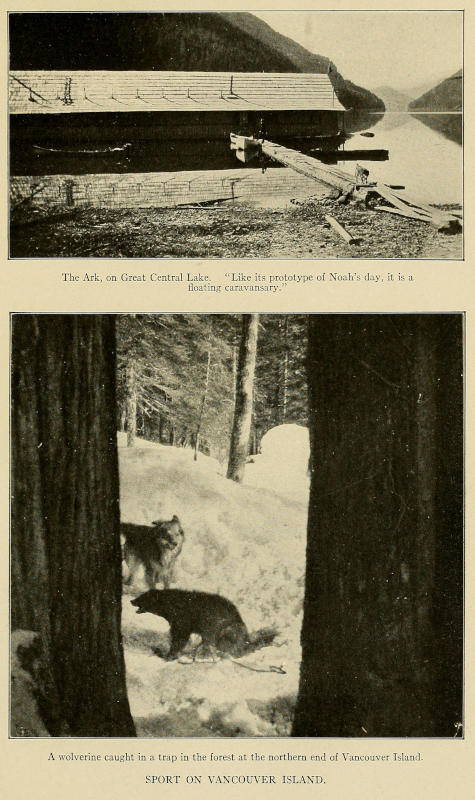 The Ark, on Great Central Lake. "Like its prototype of Noah's day, it is a
floating caravansary."
A wolverine caught in a trap in the forest at the northern end of Vancouver Island.
SPORT ON VANCOUVER ISLAND.